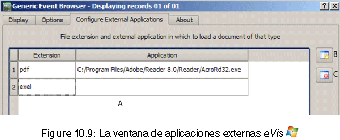 Generic Event Browser - Displaying records 01 of 01
Display Options Configure External Applications About
File extension and external application in which to load a document of that type
Extension Application
1 pdf C:/Program Files/Adobe/Reader 8.0/Reader/AcroRd32.exe
B
2 exel
C
A
Figure 10.9: La ventana de aplicaciones externas eVis